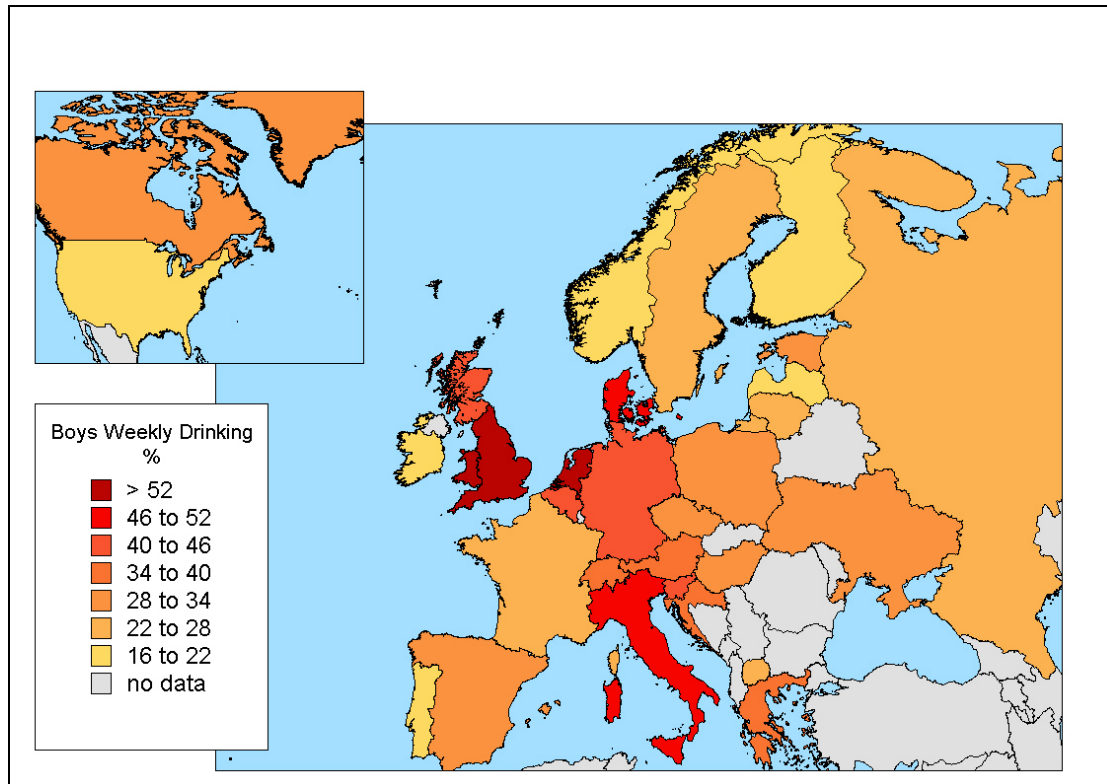 Boys Weekly Drinking
%
> 52
46 to 52
40 to 46
34 to 40
28 to 34
22 to 28
16 to 22
no data